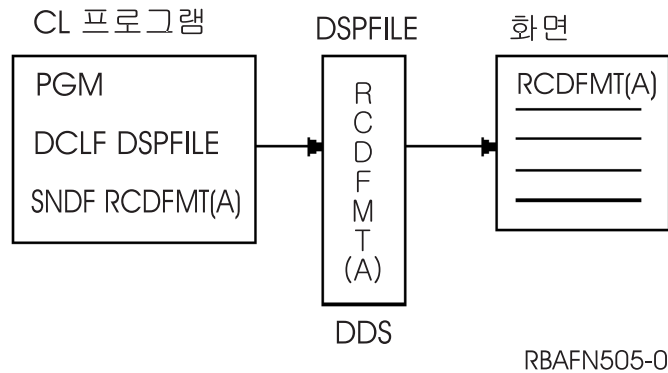 CL 프로그램
PGM
DCLF DSPFILE
SNDF RCDFMT(A)
DSPFILE
R
C
D
F
M
T
(A)
DDS
화면
RCDFMT(A)
RBAFN505-0